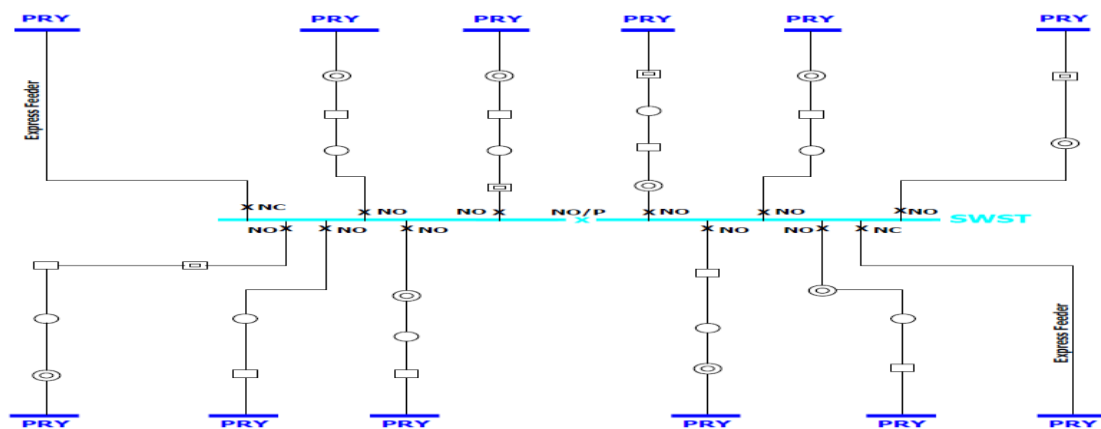 PRY PRY PRY PRY PRY PRY
Express Feeder
NC NO NO NO/P NO NO NO
SWST
NO NO NO NO NO NC
Express Feeder
PRY PRY PRY PRY PRY PRY